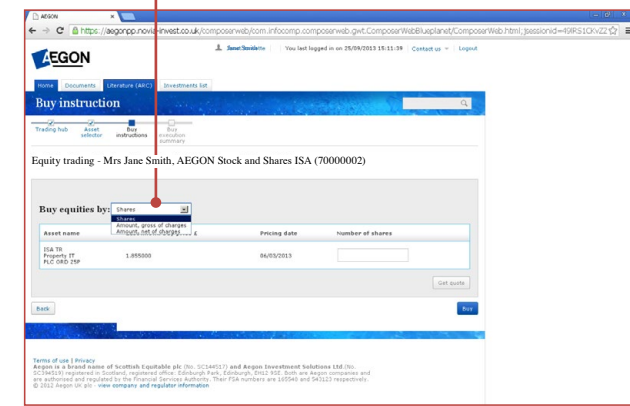 AEGON
https://aegonpp.novia-invest.co.uk/composerweb/com.infocomp.composerweb.gwt.ComposerWebBlueplanet/ComposerWeb.html;jsessionid=
AEGON
You last logged in on 25/09/2013 15:11:39 | Contact us | Logout
Home Documents Literature (ARC) Investments list
Buy instruction
Trading hub Asset selector Buy instructions Buy execution summary
Equity trading - Mrs Jane Smith, AEGON Stock and Shares ISA (70000002)
Buy equities by: Shares
Shares
Amount, gross of charges
Amount, net of charges
Asset name Pricing date Number of shares
ISA TR
Property IT 1.855000 06/03/2013
PLC ORD 25P
Get quote
Back Buy
Terms of use | Privacy
Aegon is a brand name of Scottish Equitable plc (No. SC144517) and Aegon Investment Solutions Ltd.(No.
SC394519) registered in Scotland, registered office: Edinburgh Park, Edinburgh, EH12 9SE. Both are Aegon companies and
are authorized and regulated by the Financial Services Authority. Their FSA numbers are 165548 and 543123 respectively.
© 2012 Aegon UK plc - view company and regulator information